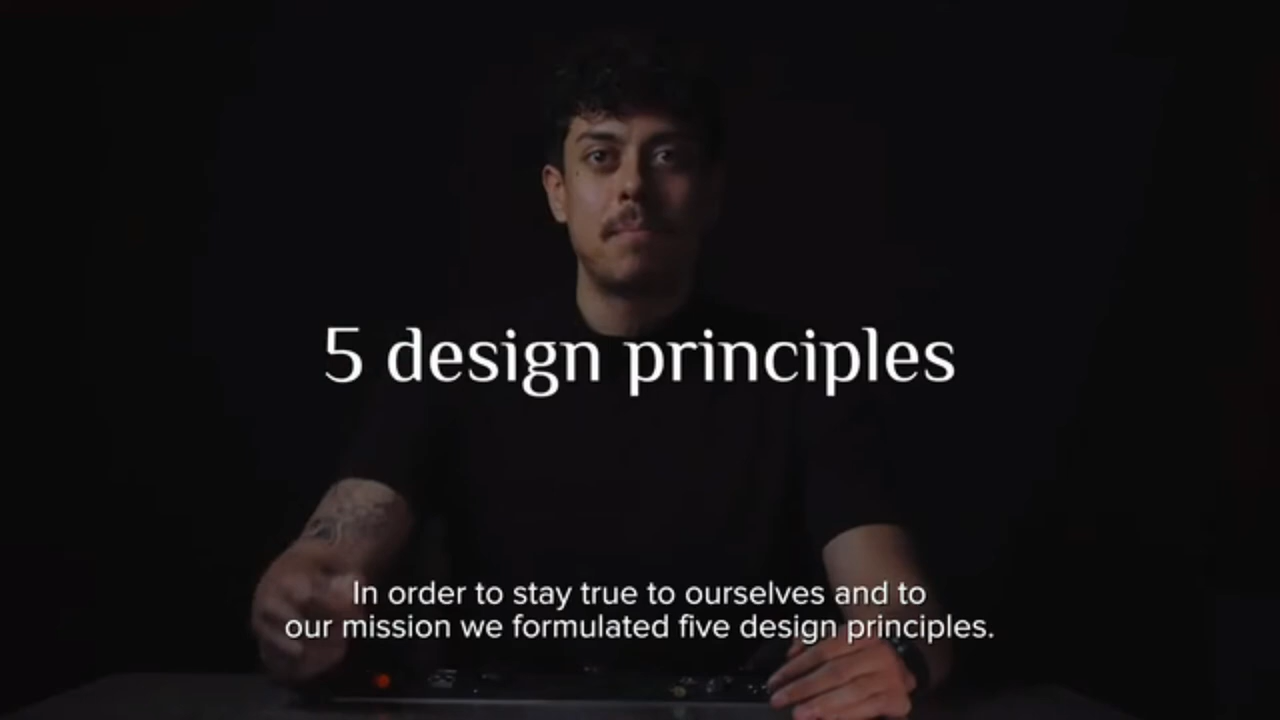 5 design principles
In order to stay true to ourselves and to
our mission we formulated five design principles.